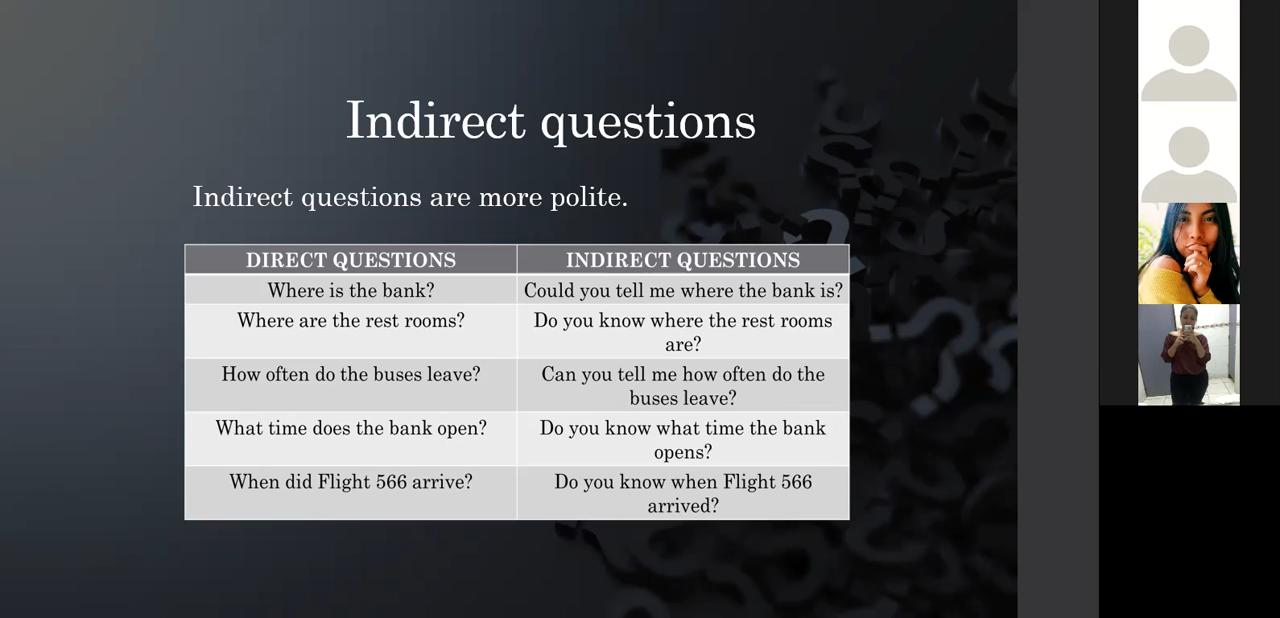 Indirect questions
Indirect questions are more polite.
DIRECT QUESTIONS
INDIRECT QUESTIONS
Where is the bank?
Could you tell me where the bank is?
Where are the rest rooms?
Do you know where the rest rooms
are?
How often do the buses leave?
Can you tell me how often do the
buses leave?
What time does the bank open?
Do you know what time the bank
opens?
When did Flight 566 arrive?
Do you know when Flight 566
arrived?